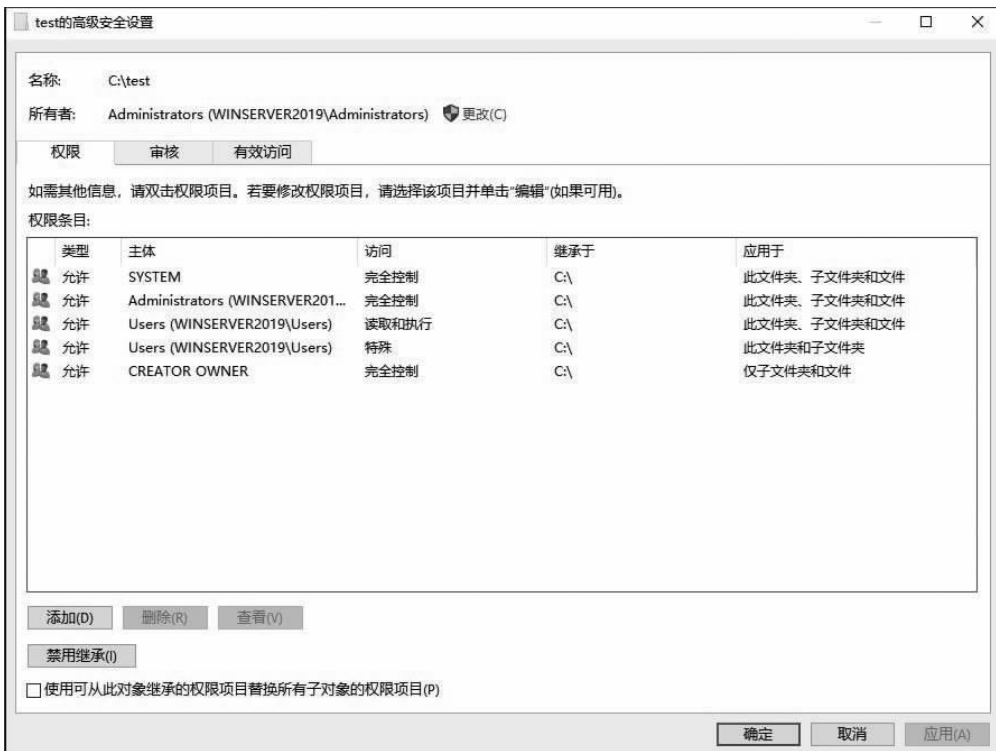 test的高级安全设置
名称: C:\test
所有者: Administrators (WINSERVER2019\Administrators) 更改(C)
权限 审核 有效访问
如需其他信息，请双击权限项目。若要修改权限项目，请选择该项目并单击"编辑"(如果可用)。
权限条目:
类型 主体 访问 继承于 应用于
允许 SYSTEM 完全控制 C:\ 此文件夹、子文件夹和文件
允许 Administrators (WINSERVER201... 完全控制 C:\ 此文件夹、子文件夹和文件
允许 Users (WINSERVER2019\Users) 读取和执行 C:\ 此文件夹、子文件夹和文件
允许 Users (WINSERVER2019\Users) 特殊 C:\ 此文件夹和子文件夹
允许 CREATOR OWNER 完全控制 C:\ 仅子文件夹和文件
添加(D) 删除(R) 查看(V)
禁用继承(I)
使用可从此对象继承的权限项目替换所有子对象的权限项目(P)
确定 取消 应用(A)